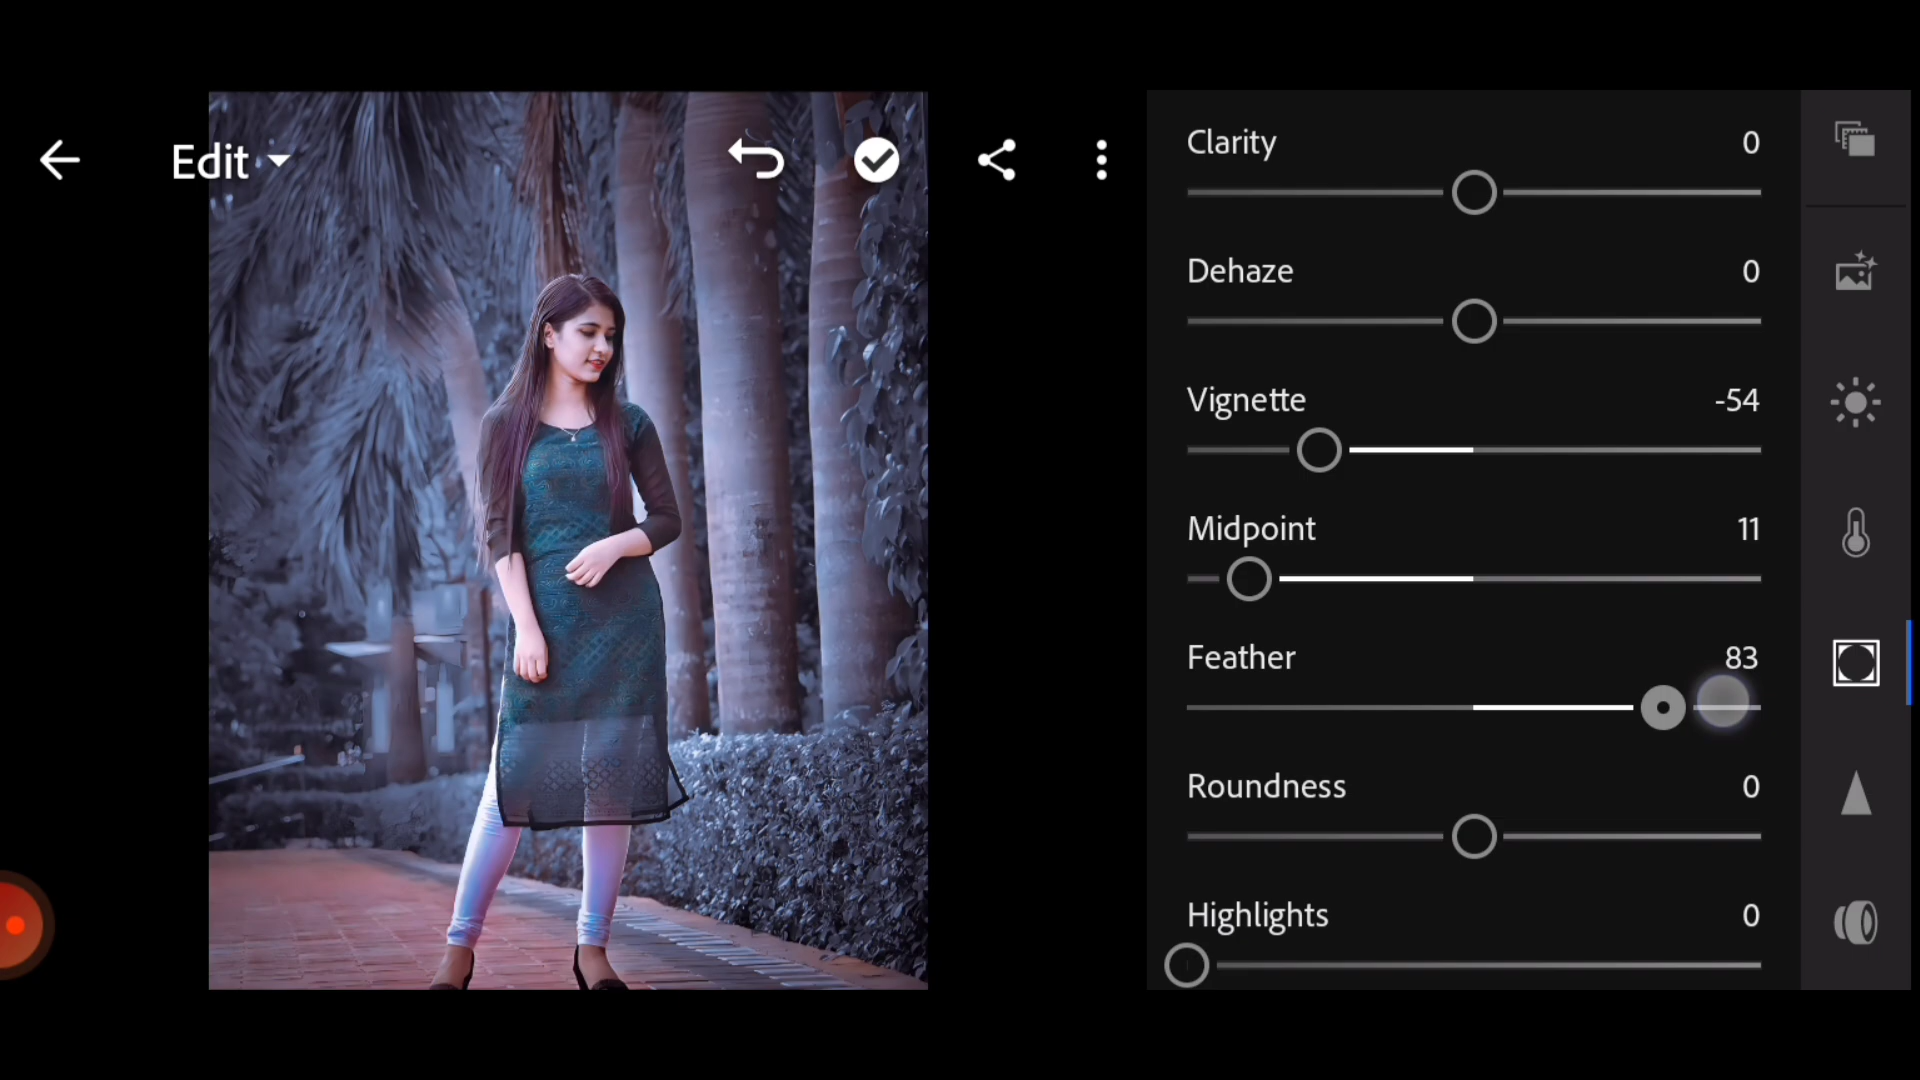 Edit
Clarity 0
Dehaze 0
Vignette -54
Midpoint 11
Feather 83
Roundness 0
Highlights 0